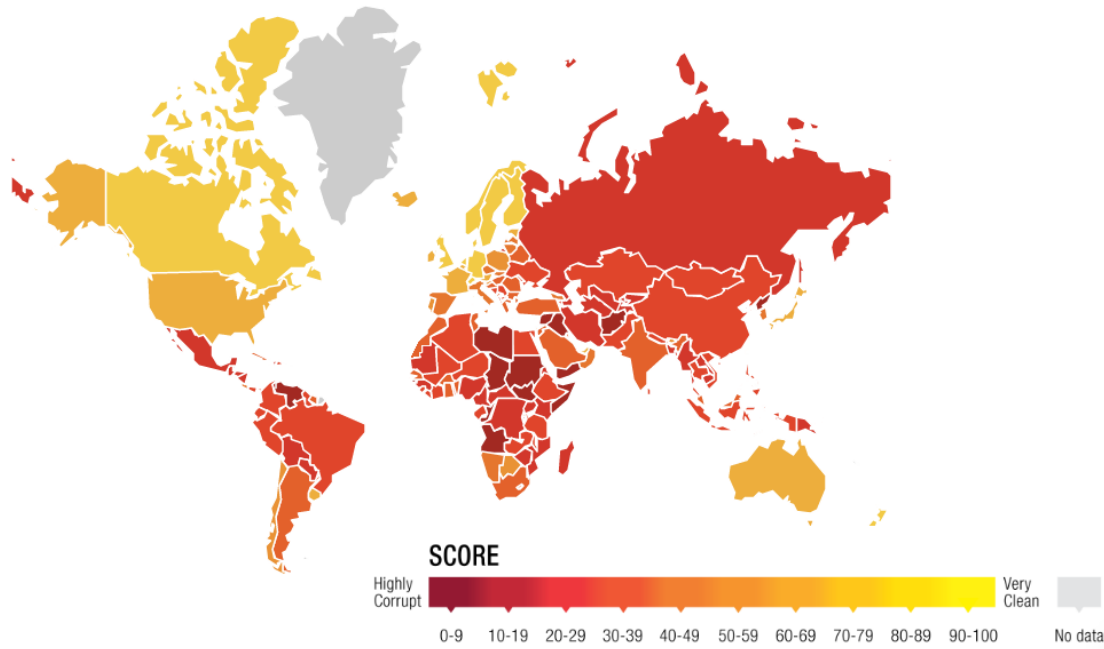 SCORE
Highly
Corrupt
Very
Clean
0-9 10-19 20-29 30-39 40-49 50-59 60-69 70-79 80-89 90-100 No data